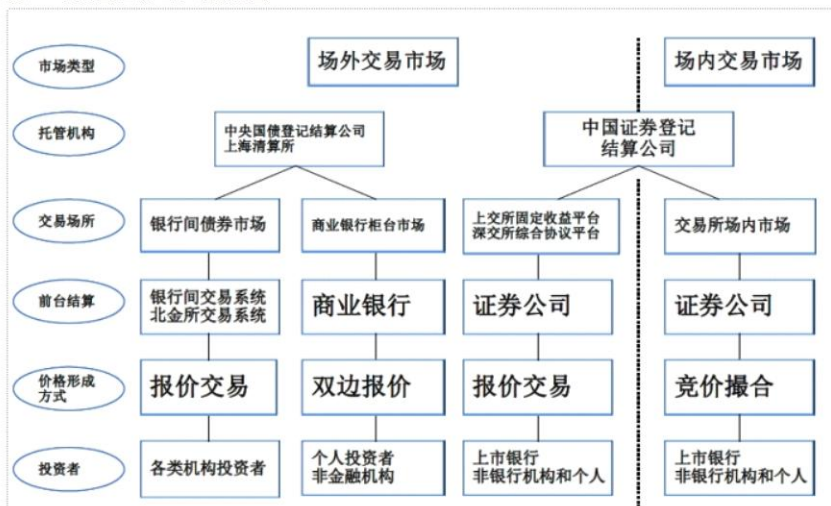 市场类型
场外交易市场
场内交易市场
托管机构
中央国债登记结算公司
上海清算所
中国证券登记
结算公司
交易场所
银行间债券市场
商业银行柜台市场
上交所固定收益平台
深交所综合协议平台
交易所场内市场
前台结算
银行间交易系统
北金所交易系统
商业银行
证券公司
证券公司
价格形成
方式
报价交易
双边报价
报价交易
竞价撮合
投资者
各类机构投资者
个人投资者
非金融机构
上市银行
非银行机构和个人
上市银行
非银行机构和个人